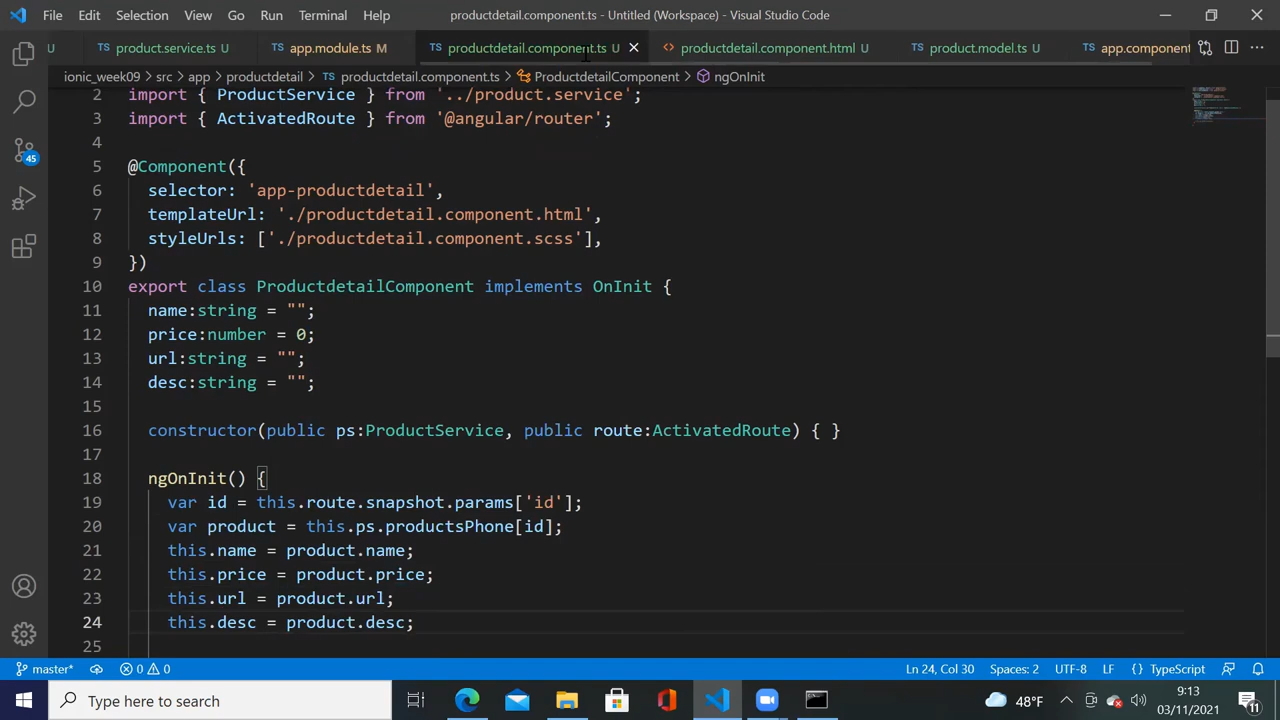 File Edit Selection View Go Run Terminal Help productdetail.component.ts - Untitled (Workspace) - Visual Studio Code
U TS product.service.ts U TS app.module.ts M TS productdetail.component.ts U <> productdetail.component.html U TS product.model.ts U TS app.component
ionic_week09 > src > app > productdetail > TS productdetail.component.ts > ProductdetailComponent > ngOnInit
2 import { ProductService } from '../product.service';
3 import { ActivatedRoute } from '@angular/router';
4
5 @Component({
6 selector: 'app-productdetail',
7 templateUrl: './productdetail.component.html',
8 styleUrls: ['./productdetail.component.scss'],
9 })
10 export class ProductdetailComponent implements OnInit {
11 name:string = "";
12 price:number = 0;
13 url:string = "";
14 desc:string = "";
15
16 constructor(public ps:ProductService, public route:ActivatedRoute) { }
17
18 ngOnInit() {
19 var id = this.route.snapshot.params['id'];
20 var product = this.ps.productsPhone[id];
21 this.name = product.name;
22 this.price = product.price;
23 this.url = product.url;
24 this.desc = product.desc;
25
45
master* 0 0 Ln 24, Col 30 Spaces: 2 UTF-8 LF {} TypeScript
Type here to search 48°F 9:13
03/11/2021 11